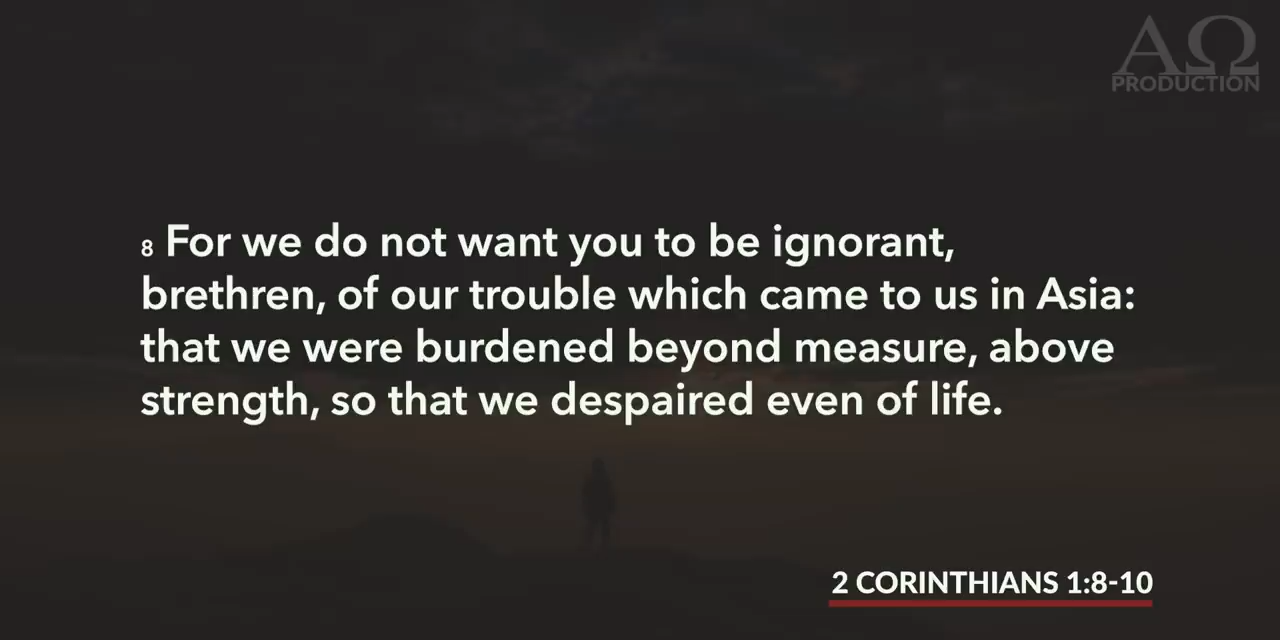 ΑΩ
PRODUCTION
8 For we do not want you to be ignorant,
brethren, of our trouble which came to us in Asia:
that we were burdened beyond measure, above
strength, so that we despaired even of life.
2 CORINTHIANS 1:8-10